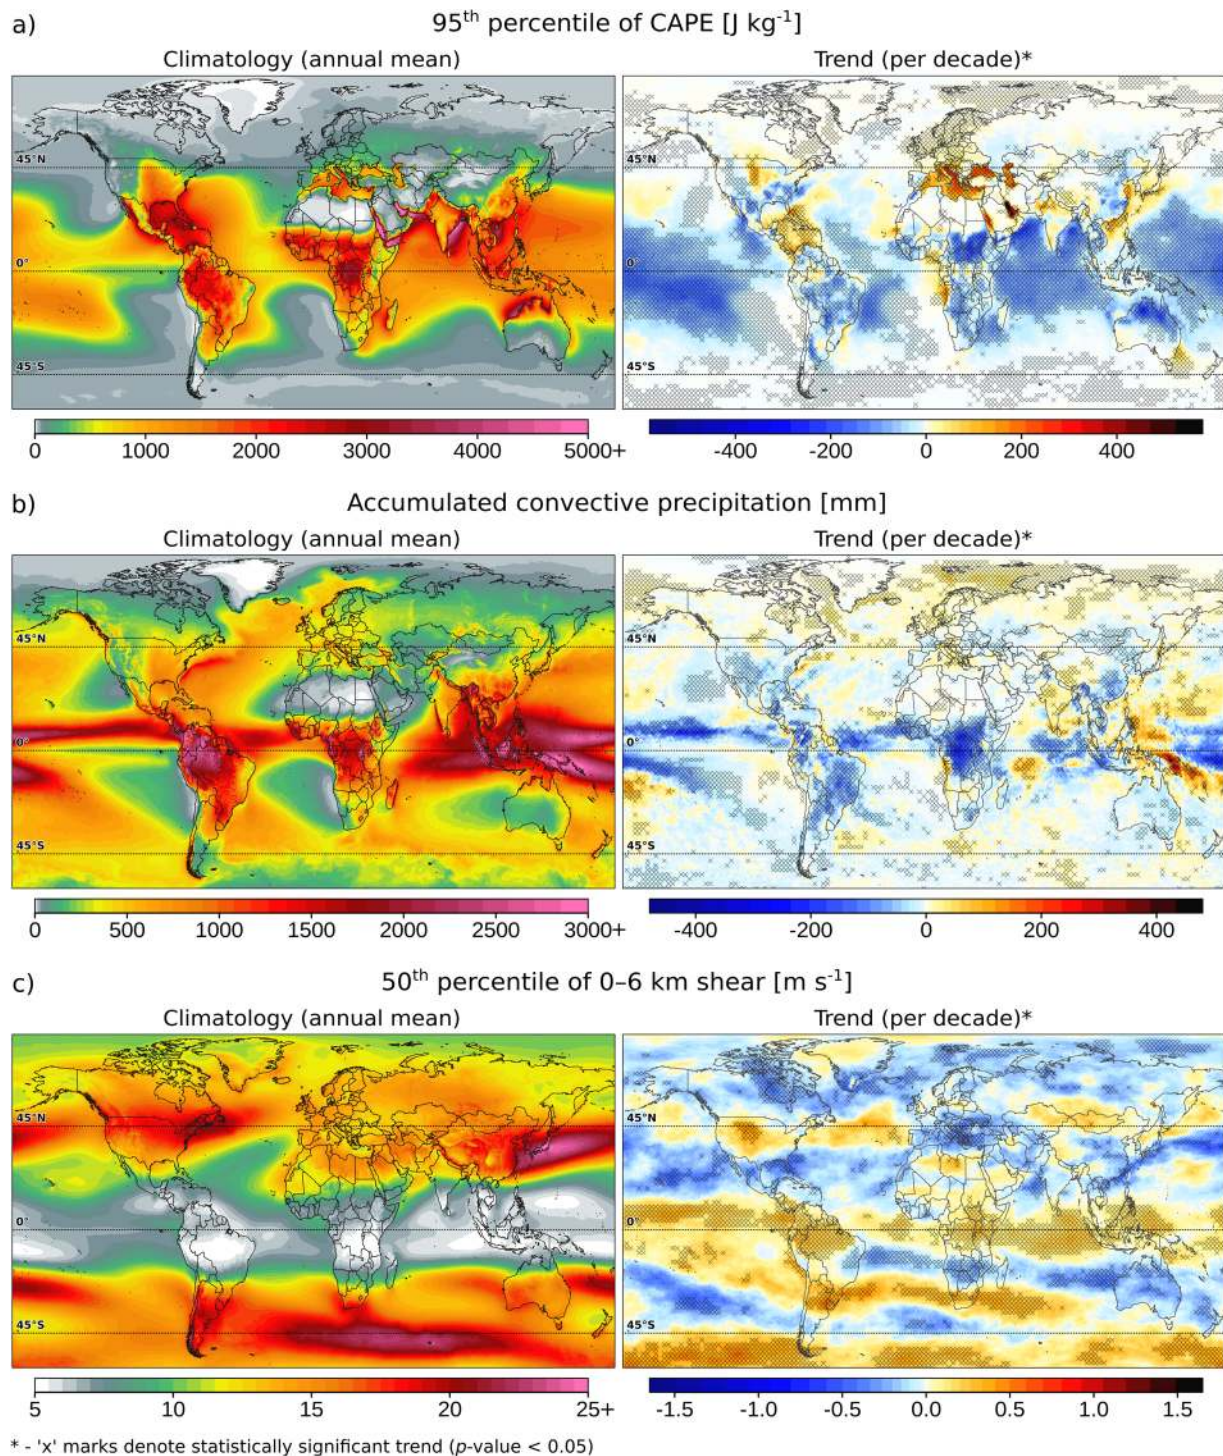 a) 95th percentile of CAPE [J kg-1]
Climatology (annual mean) Trend (per decade)*
45°N 45°N
0° 0°
45°S 45°S
0 1000 2000 3000 4000 5000+ -400 -200 0 200 400
b) Accumulated convective precipitation [mm]
Climatology (annual mean) Trend (per decade)*
45°N 45°N
0° 0°
45°S 45°S
0 500 1000 1500 2000 2500 3000+ -400 -200 0 200 400
c) 50th percentile of 0–6 km shear [m s-1]
Climatology (annual mean) Trend (per decade)*
45°N 45°N
0° 0°
45°S 45°S
5 10 15 20 25+ -1.5 -1.0 -0.5 0.0 0.5 1.0 1.5
* - 'x' marks denote statistically significant trend (p-value < 0.05)